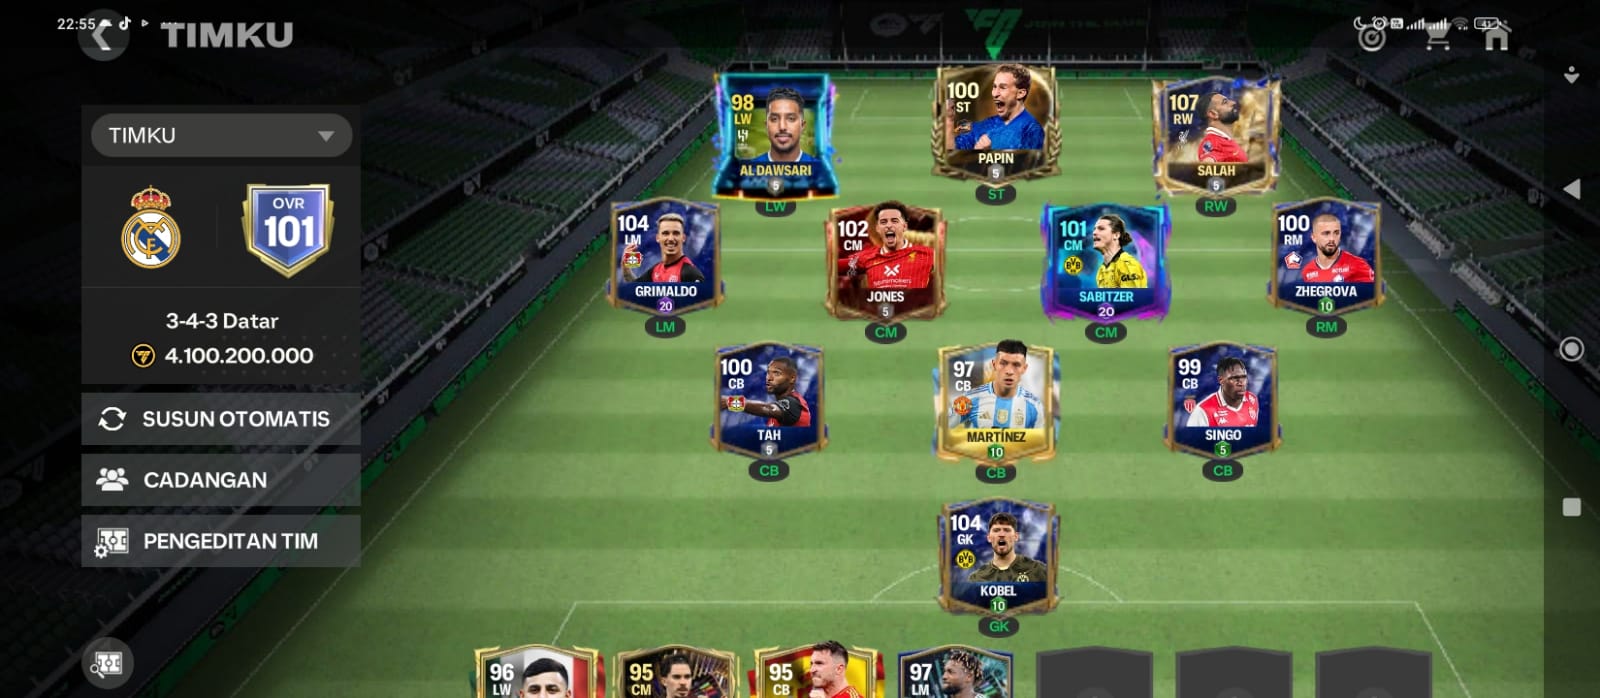 22:55
TIMKU
TIMKU
OVR
101
3-4-3 Datar
4.100.200.000
SUSUN OTOMATIS
CADANGAN
PENGEDITAN TIM
98
LW
AL DAWSARI
5
LW
100
ST
PAPIN
5
ST
107
RW
SALAH
5
RW
104
LM
GRIMALDO
20
LM
102
CM
JONES
5
CM
101
CM
SABITZER
20
CM
100
RM
ZHEGROVA
10
RM
100
CB
TAH
5
CB
97
CB
MARTÍNEZ
10
CB
99
CB
SINGO
5
CB
104
GK
KOBEL
10
GK
96
LW
95
CM
95
CB
97
LM